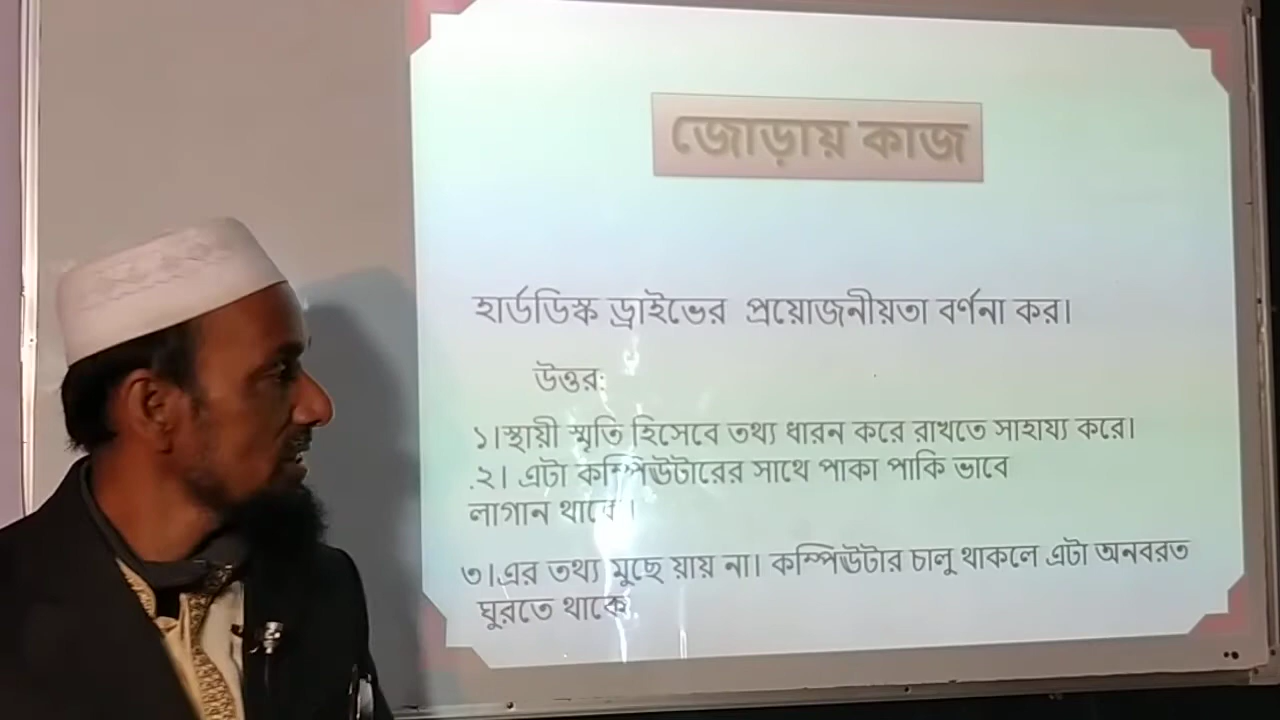 জোড়ায় কাজ
হার্ডডিস্ক ড্রাইভের প্রয়োজনীয়তা বর্ণনা কর।
উত্তর:
১।স্থায়ী স্মৃতি হিসেবে তথ্য ধারন করে রাখতে সাহায্য করে।
.২। এটা কম্পিউটারের সাথে পাকা পাকি ভাবে
লাগান থাকে ।
৩।এর তথ্য মুছে যায় না। কম্পিউটার চালু থাকলে এটা অনবরত
ঘুরতে থাকে.